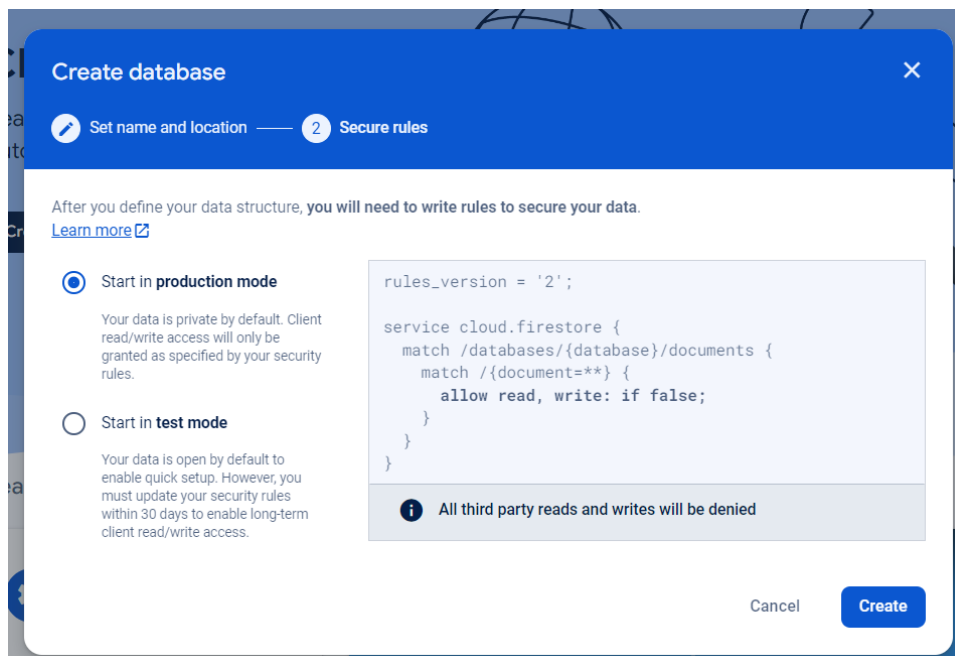 Create database
Set name and location
2 Secure rules
After you define your data structure, you will need to write rules to secure your data.
Learn more
Start in production mode
Your data is private by default. Client
read/write access will only be
granted as specified by your security
rules.
Start in test mode
Your data is open by default to
enable quick setup. However, you
must update your security rules
within 30 days to enable long-term
client read/write access.
rules_version = '2';
service cloud.firestore {
match /databases/{database}/documents {
match /{document=**} {
allow read, write: if false;
}
}
}
All third party reads and writes will be denied
Cancel
Create